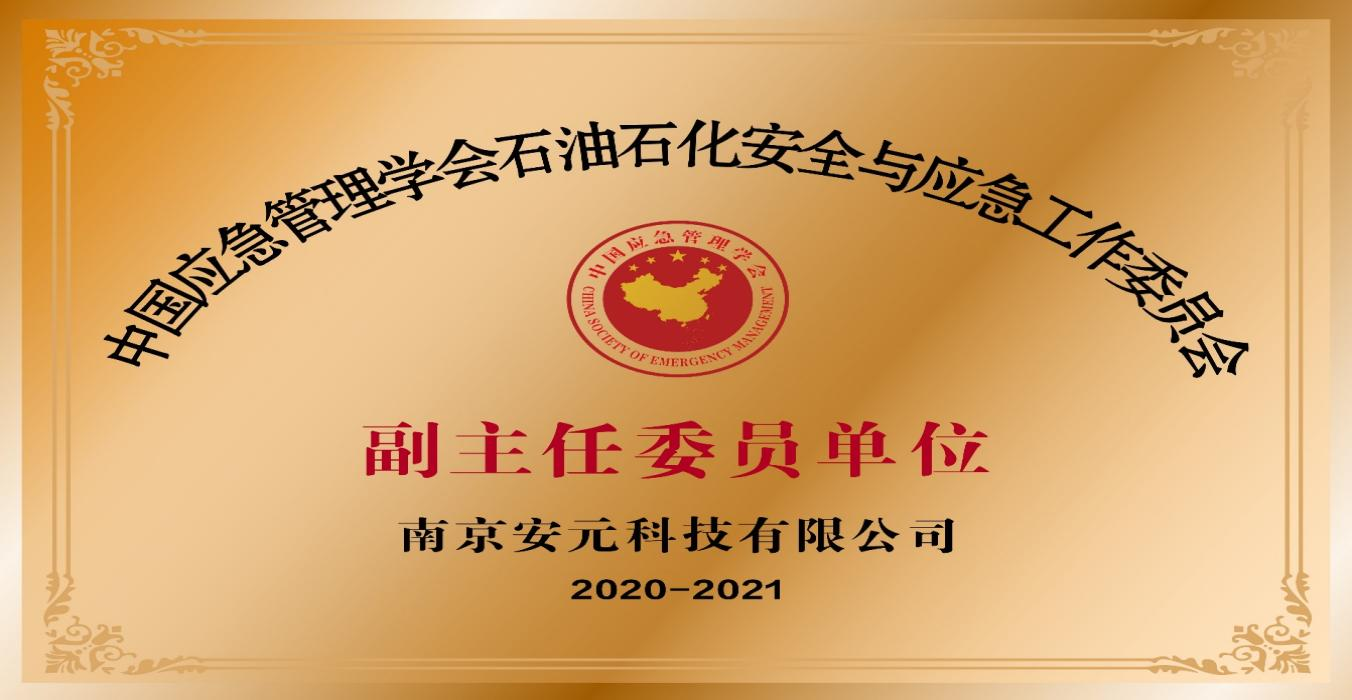 中国应急管理学会石油石化安全与应急工作委员会
中国应急管理学会
CHINA SOCIETY OF EMERGENCY MANAGEMENT
副主任委员单位
南京安元科技有限公司
2020-2021